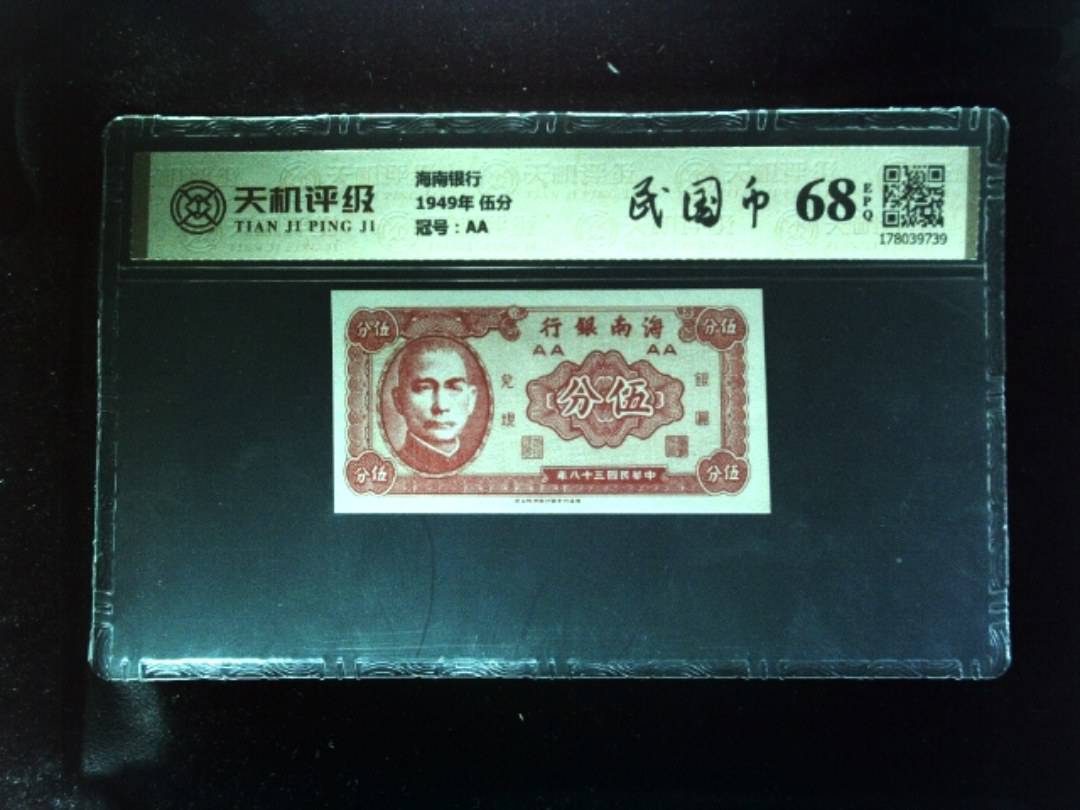 天机评级
TIAN JI PING JI
海南银行
1949年 伍分
冠号：AA
民国币
68
EPQ
178039739
分伍
行銀南海
分伍
AA
AA
兌換
分伍
銀圓
分伍
年八十三國民華中
分伍